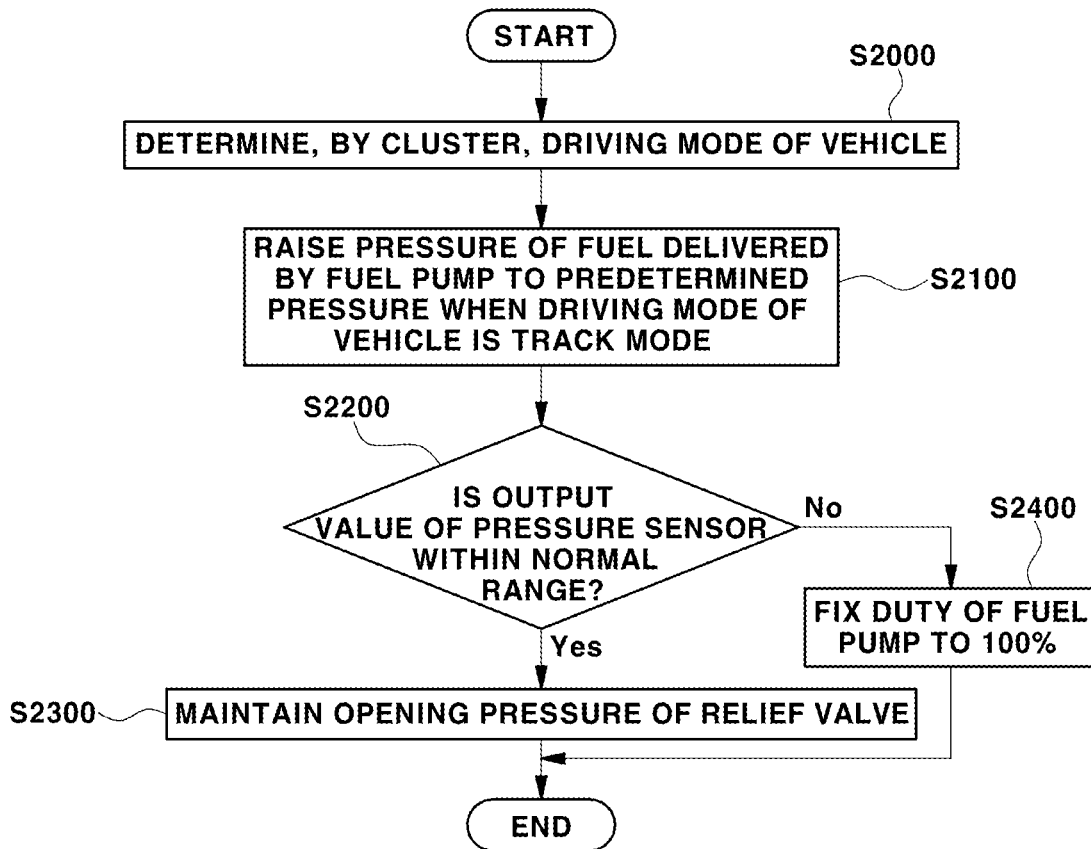 START
S2000
DETERMINE, BY CLUSTER, DRIVING MODE OF VEHICLE
RAISE PRESSURE OF FUEL DELIVERED
BY FUEL PUMP TO PREDETERMINED
PRESSURE WHEN DRIVING MODE OF
VEHICLE IS TRACK MODE
S2100
S2200
IS OUTPUT
VALUE OF PRESSURE SENSOR
WITHIN NORMAL
RANGE?
No
S2400
FIX DUTY OF FUEL
PUMP TO 100%
Yes
S2300
MAINTAIN OPENING PRESSURE OF RELIEF VALVE
END